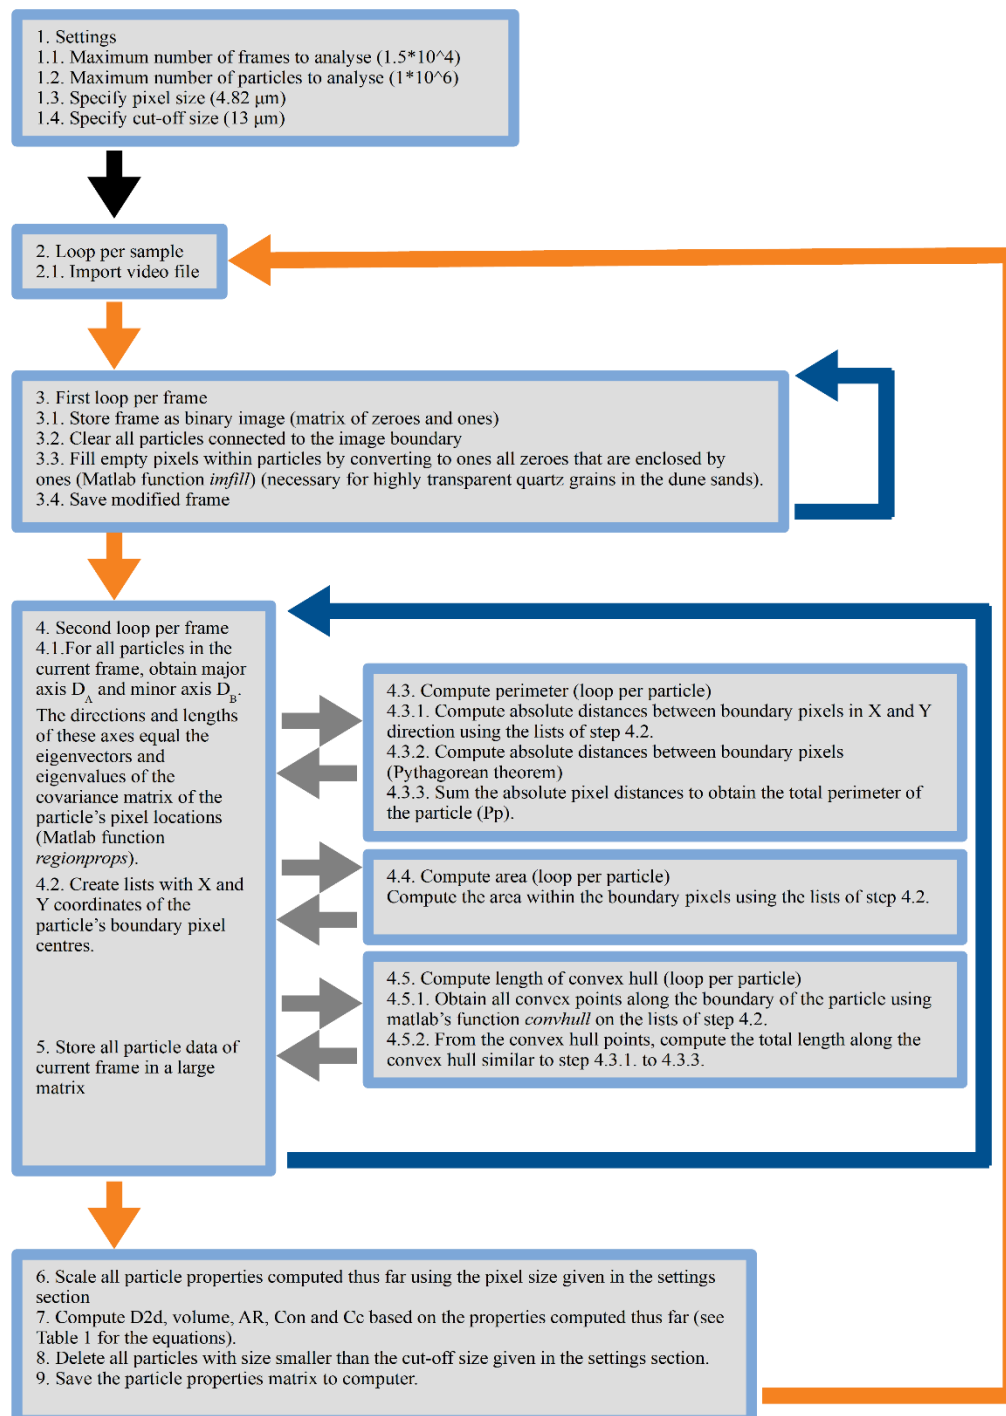 1. Settings
1.1. Maximum number of frames to analyse (1.5*10^4)
1.2. Maximum number of particles to analyse (1*10^6)
1.3. Specify pixel size (4.82 μm)
1.4. Specify cut-off size (13 μm)
2. Loop per sample
2.1. Import video file
3. First loop per frame
3.1. Store frame as binary image (matrix of zeroes and ones)
3.2. Clear all particles connected to the image boundary
3.3. Fill empty pixels within particles by converting to ones all zeroes that are enclosed by
ones (Matlab function imfill) (necessary for highly transparent quartz grains in the dune sands).
3.4. Save modified frame
4. Second loop per frame
4.1.For all particles in the
current frame, obtain major
axis D_A and minor axis D_B.
The directions and lengths
of these axes equal the
eigenvectors and
eigenvalues of the
covariance matrix of the
particle's pixel locations
(Matlab function
regionprops).
4.2. Create lists with X and
Y coordinates of the
particle's boundary pixel
centres.
5. Store all particle data of
current frame in a large
matrix
4.3. Compute perimeter (loop per particle)
4.3.1. Compute absolute distances between boundary pixels in X and Y
direction using the lists of step 4.2.
4.3.2. Compute absolute distances between boundary pixels
(Pythagorean theorem)
4.3.3. Sum the absolute pixel distances to obtain the total perimeter of
the particle (Pp).
4.4. Compute area (loop per particle)
Compute the area within the boundary pixels using the lists of step 4.2.
4.5. Compute length of convex hull (loop per particle)
4.5.1. Obtain all convex points along the boundary of the particle using
matlab's function convhull on the lists of step 4.2.
4.5.2. From the convex hull points, compute the total length along the
convex hull similar to step 4.3.1. to 4.3.3.
6. Scale all particle properties computed thus far using the pixel size given in the settings
section
7. Compute D2d, volume, AR, Con and Cc based on the properties computed thus far (see
Table 1 for the equations).
8. Delete all particles with size smaller than the cut-off size given in the settings section.
9. Save the particle properties matrix to computer.